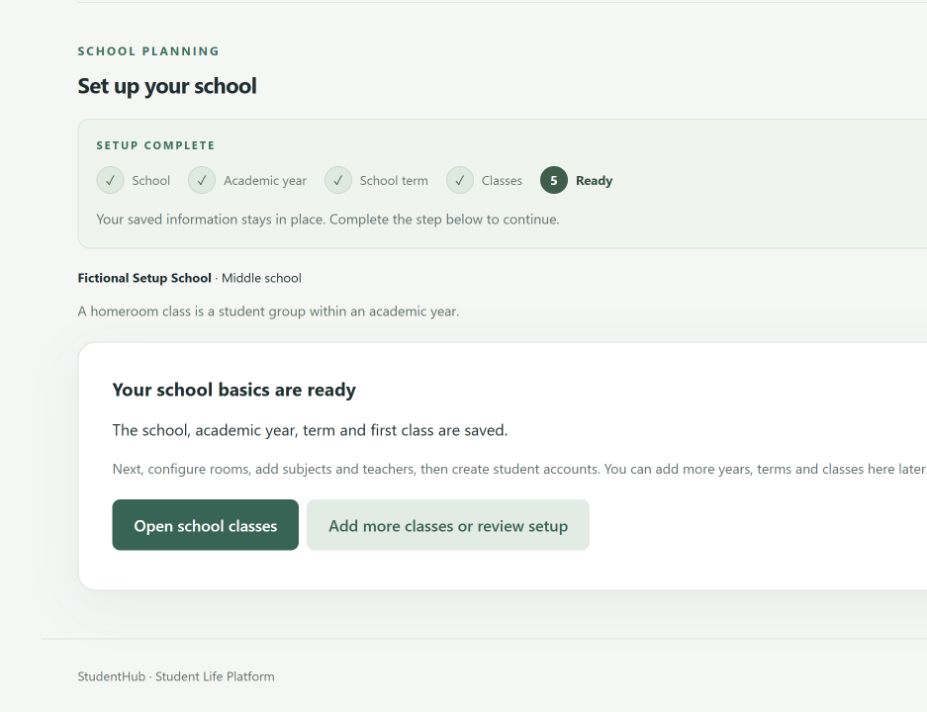 SCHOOL PLANNING
Set up your school
SETUP COMPLETE
✓ School ✓ Academic year ✓ School term ✓ Classes 5 Ready
Your saved information stays in place. Complete the step below to continue.
Fictional Setup School · Middle school
A homeroom class is a student group within an academic year.
Your school basics are ready
The school, academic year, term and first class are saved.
Next, configure rooms, add subjects and teachers, then create student accounts. You can add more years, terms and classes here later.
Open school classes Add more classes or review setup
StudentHub · Student Life Platform